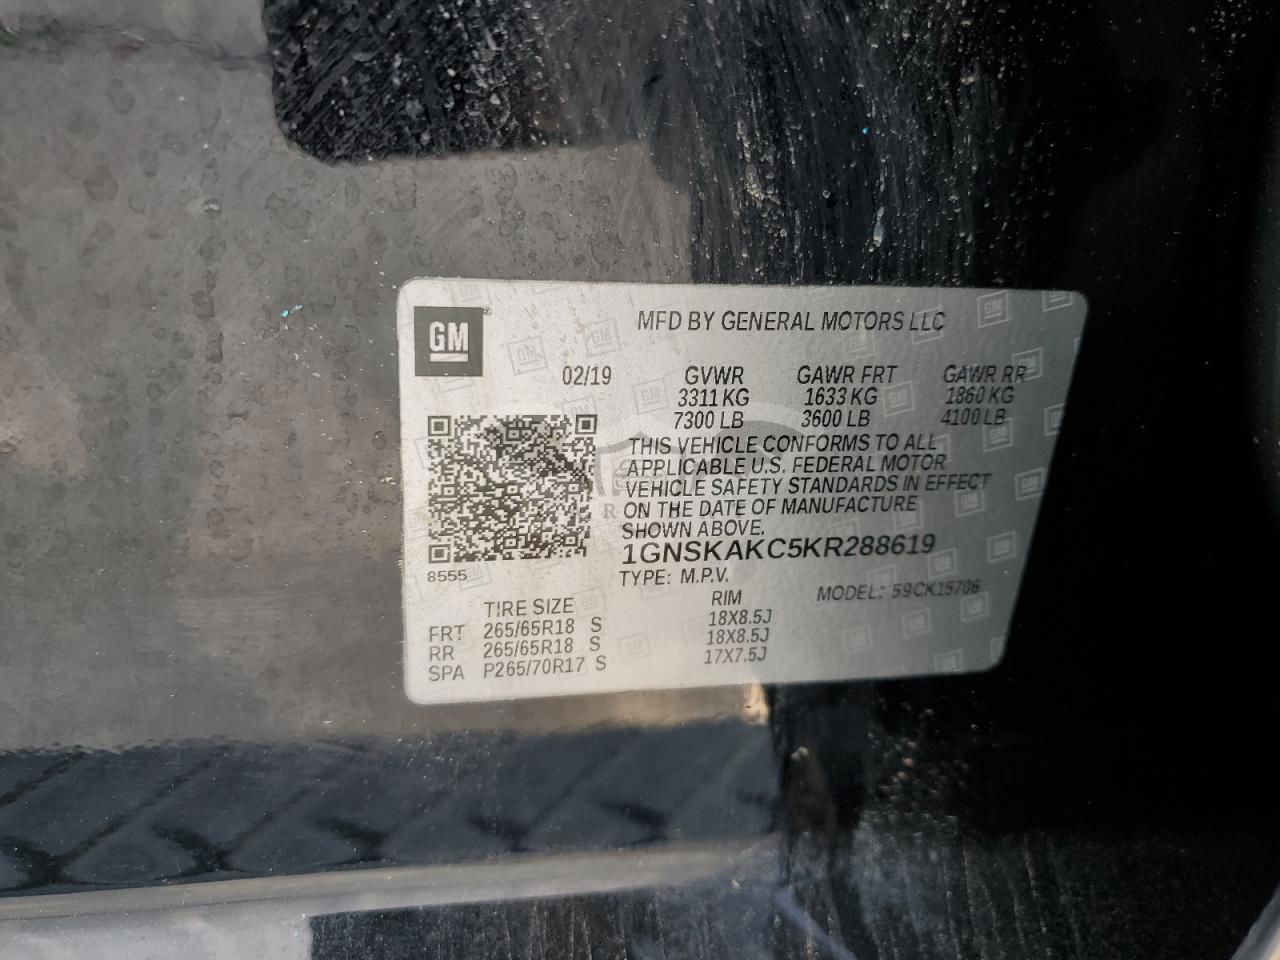 GM
MFD BY GENERAL MOTORS LLC
02/19 GVWR GAWR FRT GAWR RR
3311 KG 1633 KG 1860 KG
7300 LB 3600 LB 4100 LB
THIS VEHICLE CONFORMS TO ALL
APPLICABLE U.S. FEDERAL MOTOR
VEHICLE SAFETY STANDARDS IN EFFECT
ON THE DATE OF MANUFACTURE
SHOWN ABOVE.
1GNSKAKC5KR288619
8555 TYPE: M.P.V. MODEL: 59CK15706
TIRE SIZE RIM
FRT 265/65R18 S 18X8.5J
RR 265/65R18 S 18X8.5J
SPA P265/70R17 S 17X7.5J